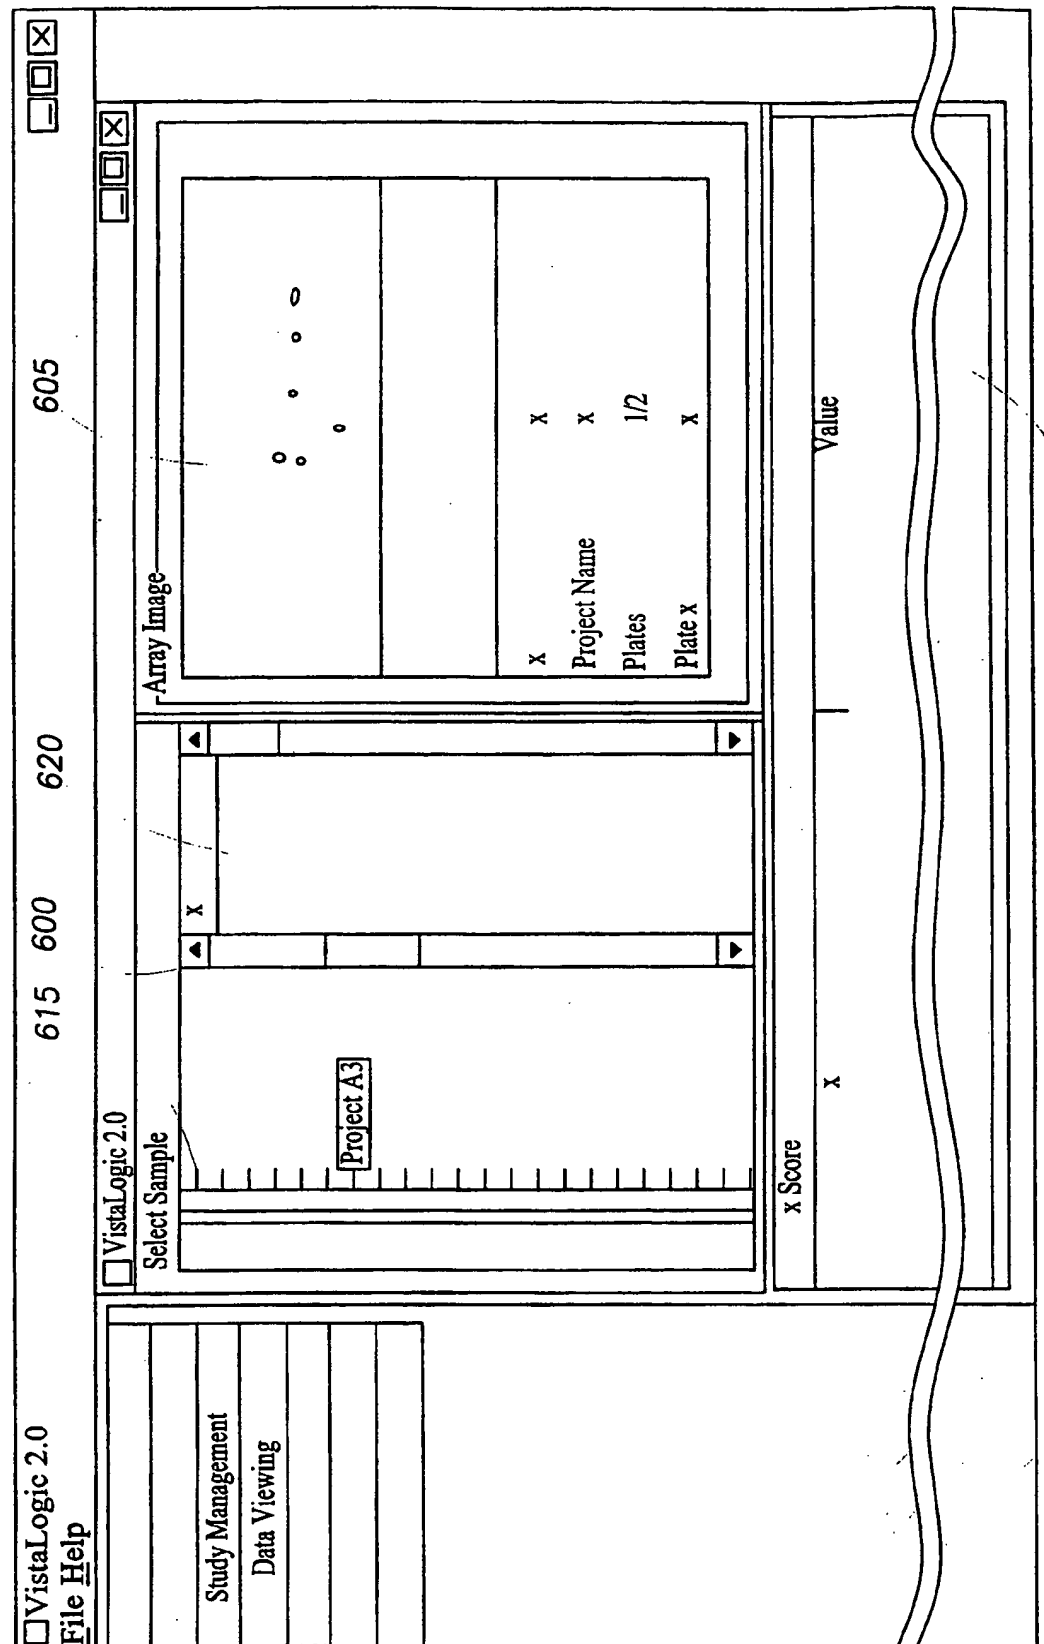 VistaLogic 2.0
File Help
615 600 620 605
Study Management
Data Viewing
VistaLogic 2.0
Select Sample
Project A3
x
Array Image
x x
Project Name x
Plates 1/2
Plate x x
x Score
x Value